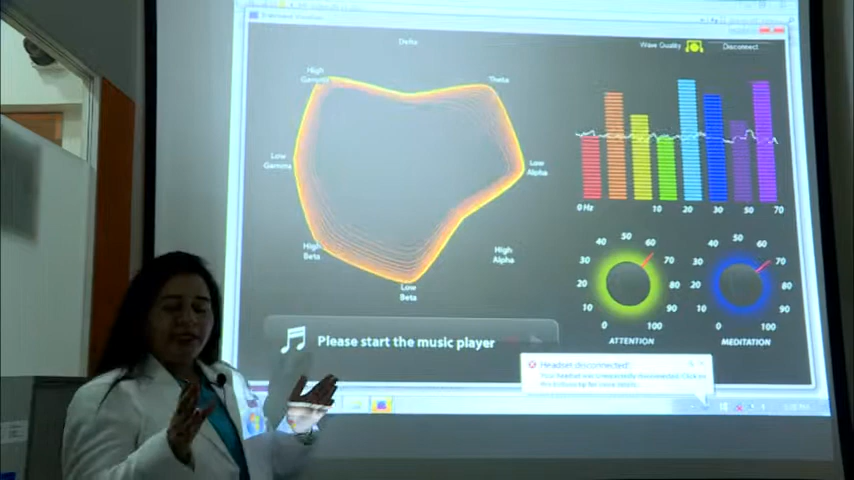 Delta
Wave Quality
Disconnect
High
Gamma
Theta
Low
Gamma
Low
Alpha
High
Beta
High
Alpha
Low
Beta
0 Hz 10 20 30 50 70
50
40 60
30 70
20 80
10 90
0 100
ATTENTION
50
40 60
30 70
20 80
10 90
0 100
MEDITATION
Please start the music player
Headset disconnected!